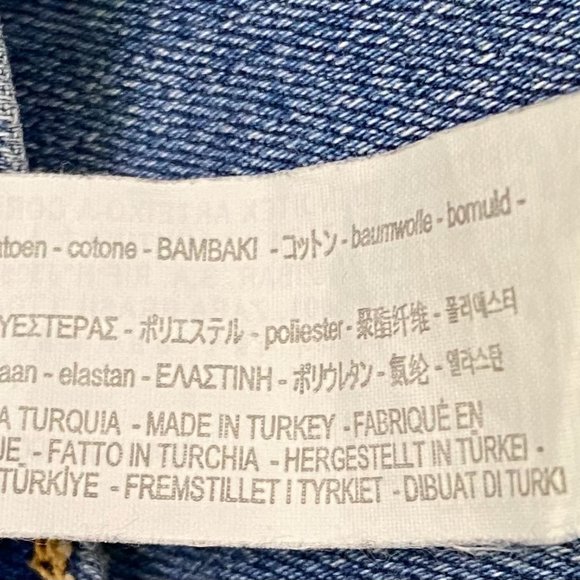 toen - cotone - BAMBAKI - コットン - baumwolle - bomuld -
ΥΕΣΤΕΡΑΣ - ポリエステル - poliester - 聚酯纤维 - 폴리에스터
aan - elastan - ΕΛΑΣΤΙΝΗ - ポリウレタン - 氨纶 - 엘라스틴
A TURQUIA - MADE IN TURKEY - FABRIQUÉ EN
UE - FATTO IN TURCHIA - HERGESTELLT IN TÜRKEI -
TÜRKİYE - FREMSTILLET I TYRKIET - DIBUAT DI TURKI